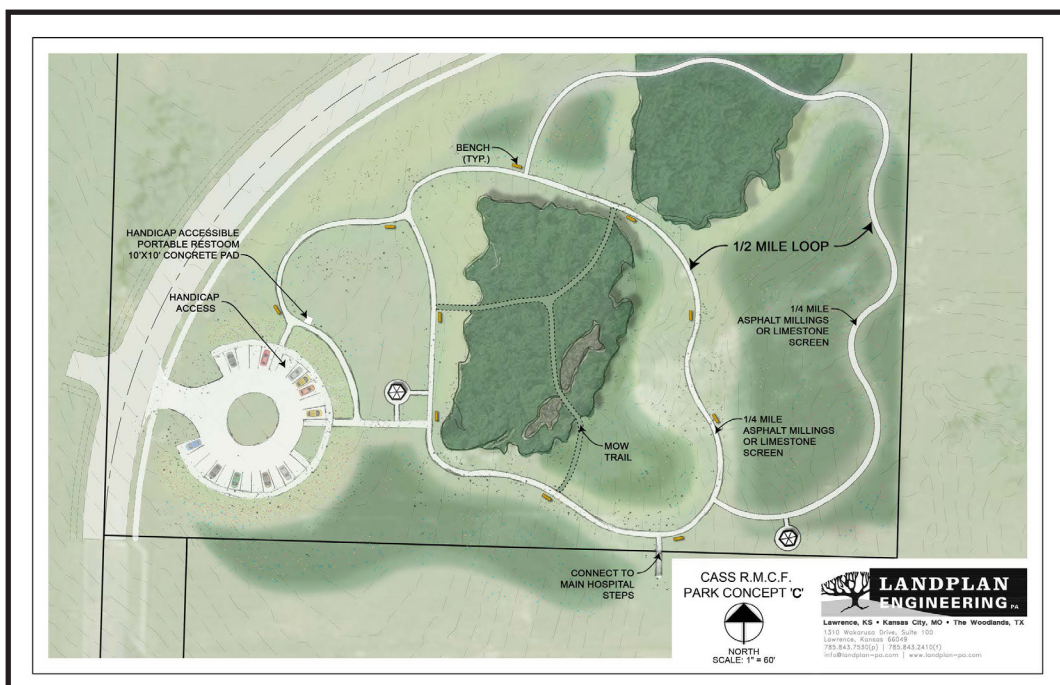 BENCH
(TYP.)
HANDICAP ACCESSIBLE
PORTABLE RESTOOM
10'X10' CONCRETE PAD
HANDICAP
ACCESS
1/2 MILE LOOP
1/4 MILE
ASPHALT MILLINGS
OR LIMESTONE
SCREEN
1/4 MILE
ASPHALT MILLINGS
OR LIMESTONE
SCREEN
MOW
TRAIL
CONNECT TO
MAIN HOSPITAL
STEPS
CASS R.M.C.F.
PARK CONCEPT 'C'
NORTH
SCALE: 1" = 60'
LANDPLAN
ENGINEERING PA
Lawrence, KS • Kansas City, MO • The Woodlands, TX
1310 Wakarusa Drive, Suite 100
Lawrence, Kansas 66049
785.843.7530(p) | 785.843.2410(f)
info@landplan-pa.com | www.landplan-pa.com